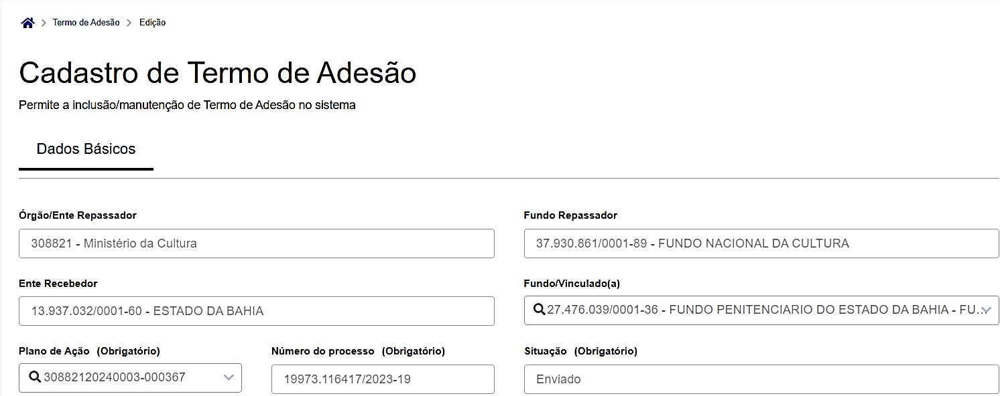 Termo de Adesão Edição
Cadastro de Termo de Adesão
Permite a inclusão/manutenção de Termo de Adesão no sistema
Dados Básicos
Órgão/Ente Repassador Fundo Repassador
308821 - Ministério da Cultura 37.930.861/0001-89 - FUNDO NACIONAL DA CULTURA
Ente Recebedor Fundo/Vinculado(a)
13.937.032/0001-60 - ESTADO DA BAHIA 27.476.039/0001-36 - FUNDO PENITENCIARIO DO ESTADO DA BAHIA - FU...
Plano de Ação (Obrigatório) Número do processo (Obrigatório) Situação (Obrigatório)
30882120240003-000367 19973.116417/2023-19 Enviado